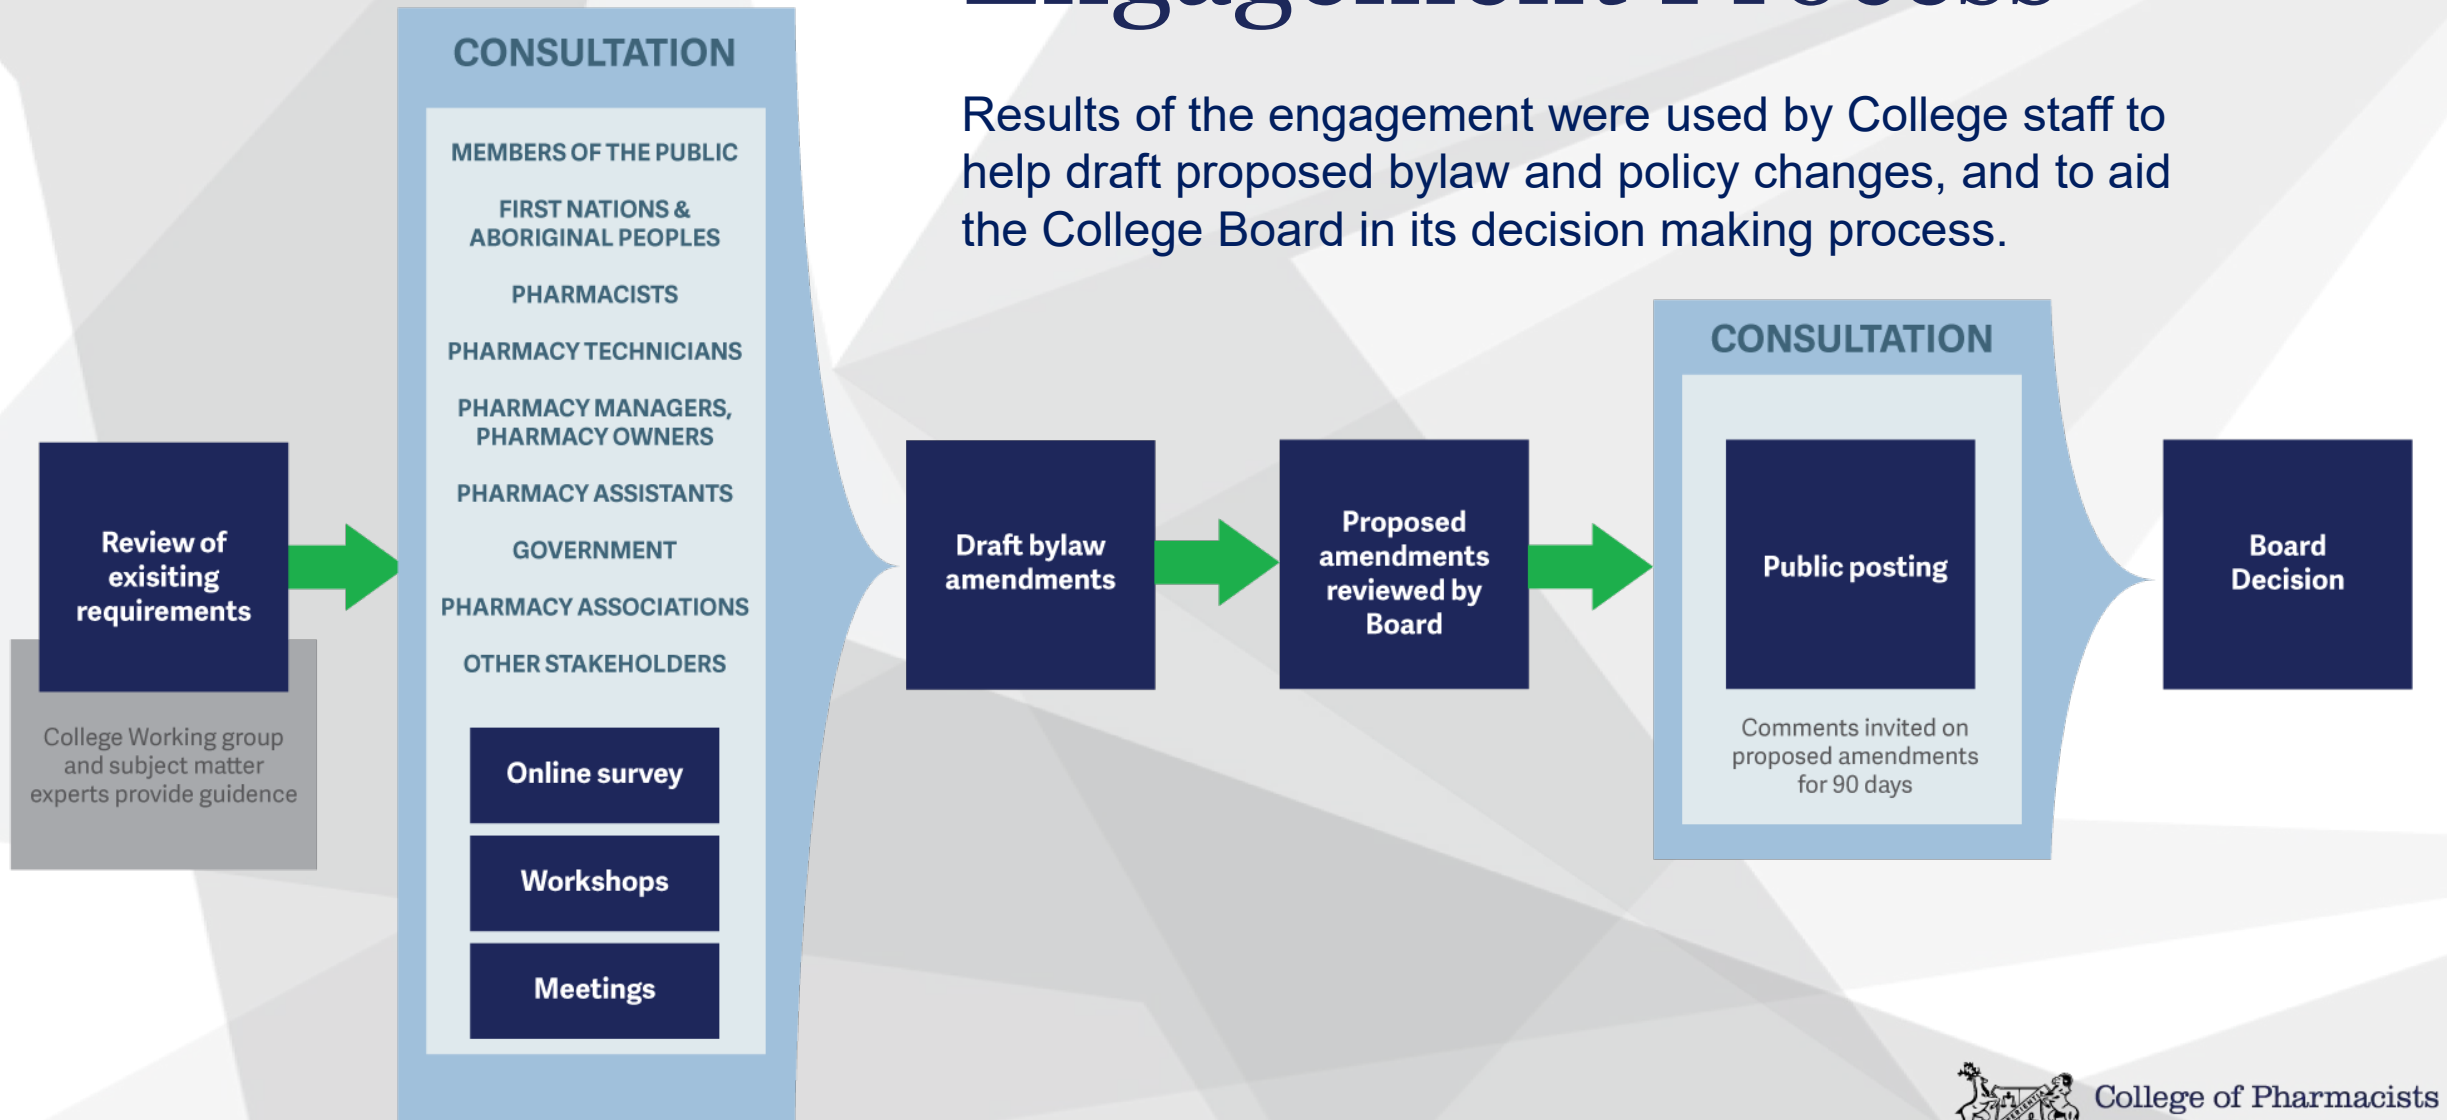 Engagement Process
Results of the engagement were used by College staff to
help draft proposed bylaw and policy changes, and to aid
the College Board in its decision making process.
Review of
exisiting
requirements
College Working group
and subject matter
experts provide guidence
CONSULTATION
MEMBERS OF THE PUBLIC
FIRST NATIONS &
ABORIGINAL PEOPLES
PHARMACISTS
PHARMACY TECHNICIANS
PHARMACY MANAGERS,
PHARMACY OWNERS
PHARMACY ASSISTANTS
GOVERNMENT
PHARMACY ASSOCIATIONS
OTHER STAKEHOLDERS
Online survey
Workshops
Meetings
Draft bylaw
amendments
Proposed
amendments
reviewed by
Board
CONSULTATION
Public posting
Comments invited on
proposed amendments
for 90 days
Board
Decision
College of Pharmacists